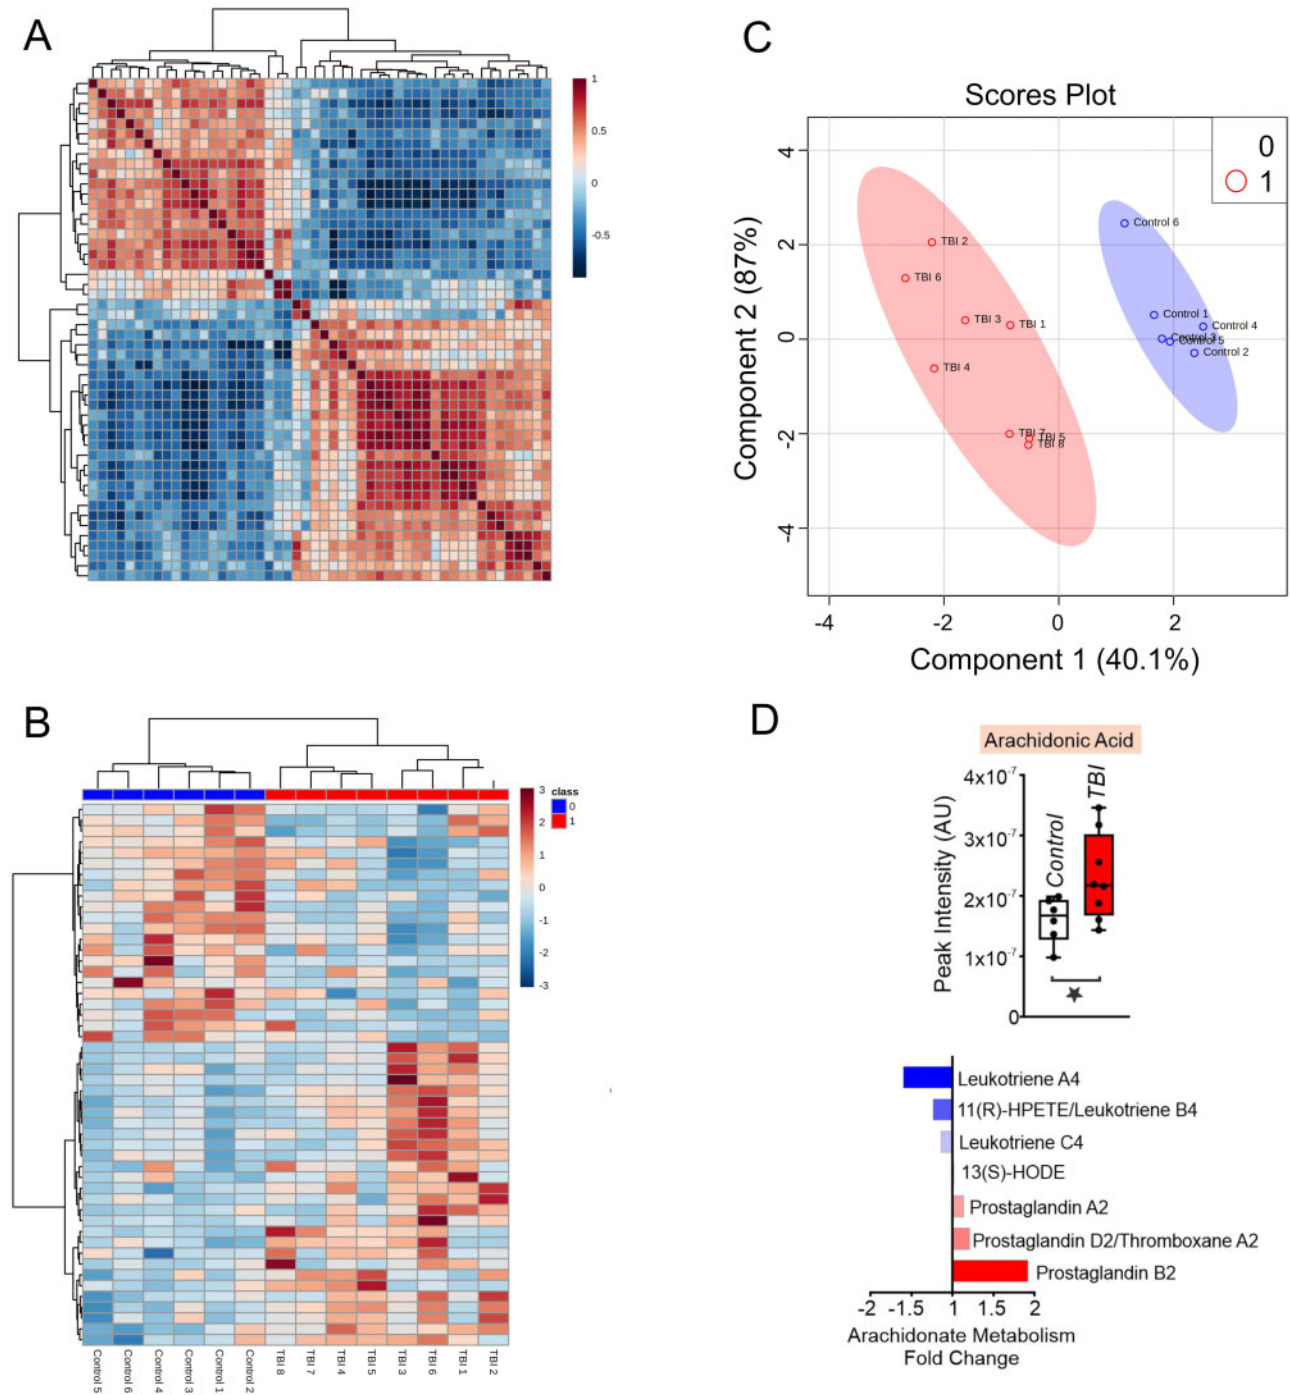 A
1
0.5
0
-0.5
C
Scores Plot
0
1
4
2
0
-2
-4
Component 2 (87%)
Control 6
TBI 2
TBI 6
TBI 3
TBI 1
Control 1
Control 4
Control 3
Control 5
Control 2
TBI 4
TBI 7
TBI 5
TBI 8
-4
-2
0
2
Component 1 (40.1%)
B
3
2
1
0
-1
-2
-3
class
0
1
Control 5
Control 6
Control 4
Control 3
Control 1
Control 2
TBI 8
TBI 7
TBI 4
TBI 5
TBI 3
TBI 6
TBI 1
TBI 2
D
Arachidonic Acid
4x10⁻⁷
3x10⁻⁷
2x10⁻⁷
1x10⁻⁷
0
Peak Intensity (AU)
Control
TBI
Leukotriene A4
11(R)-HPETE/Leukotriene B4
Leukotriene C4
13(S)-HODE
Prostaglandin A2
Prostaglandin D2/Thromboxane A2
Prostaglandin B2
-2
-1.5
1
1.5
2
Arachidonate Metabolism
Fold Change